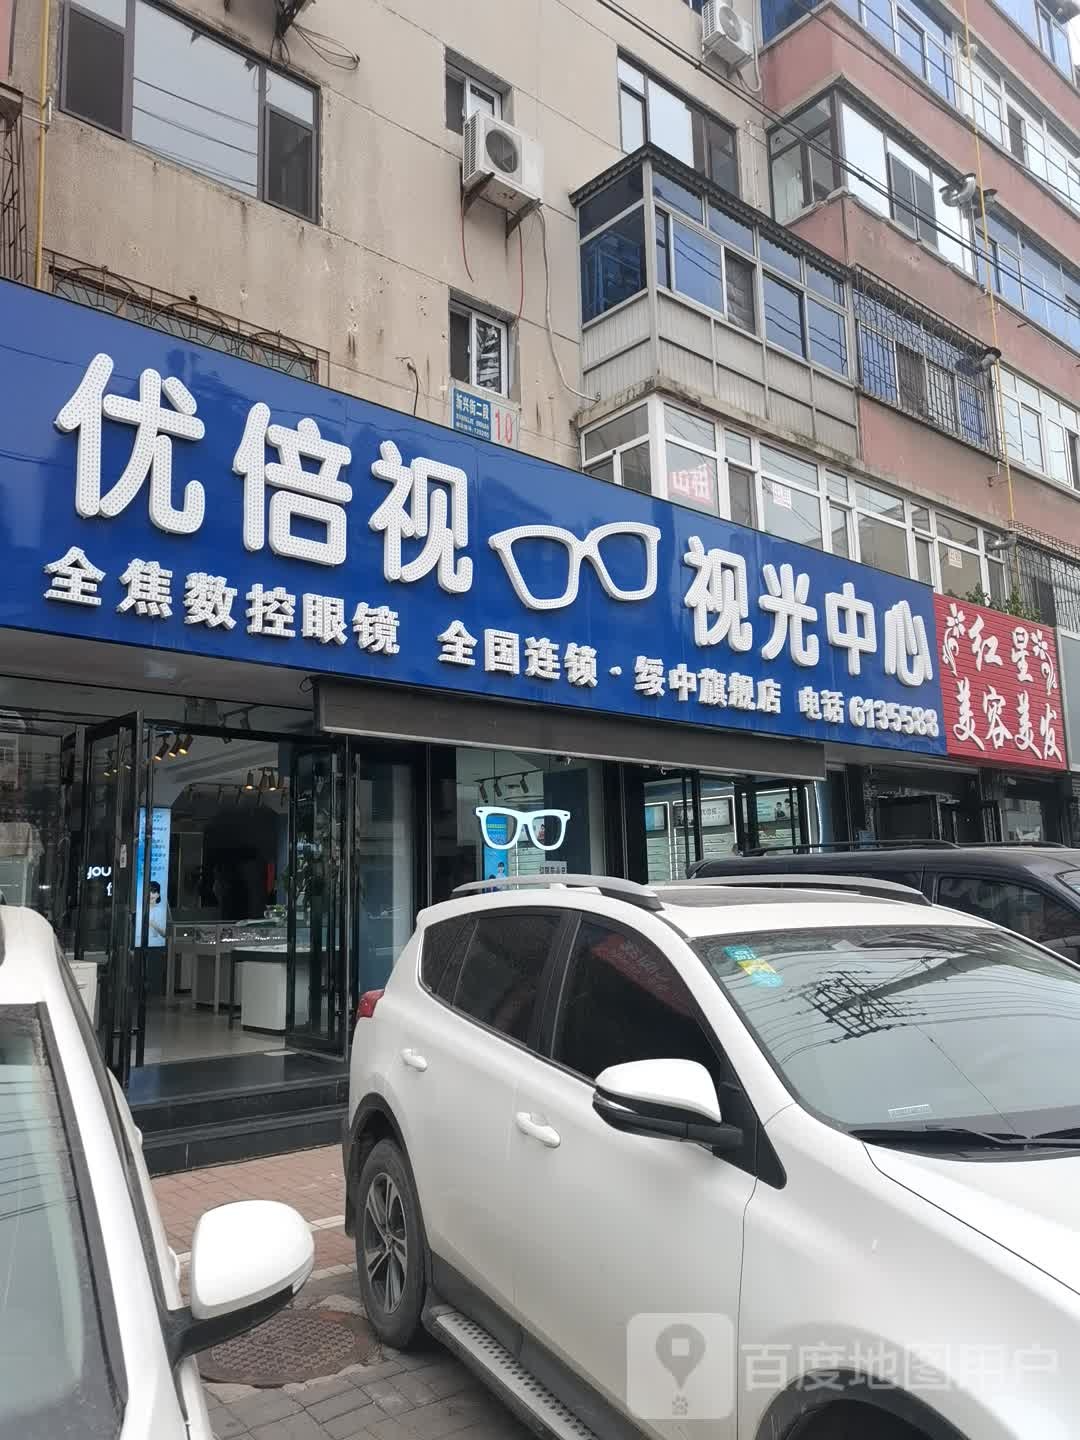 新兴街二段
10
优倍视 视光中心
全焦数控眼镜 全国连锁·绥中旗舰店 电话 6135588
出租
红星
美容美发
you
百度地图用户